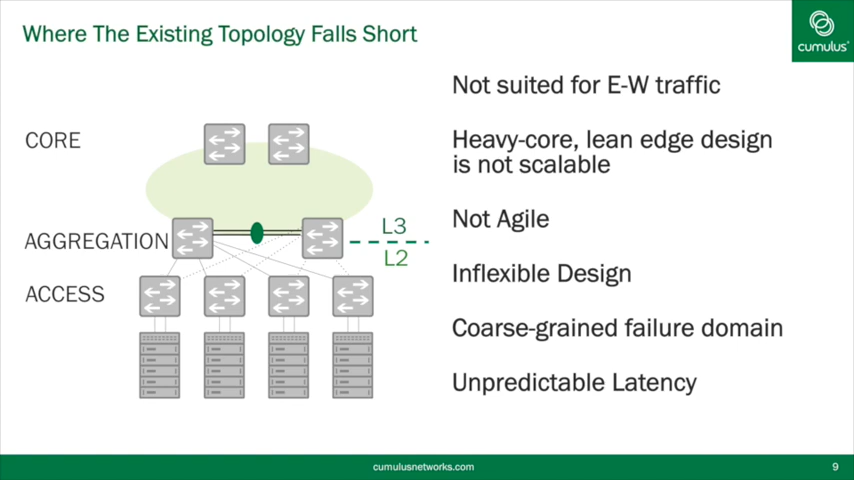 Where The Existing Topology Falls Short
cumulus
CORE
AGGREGATION
ACCESS
L3
L2
Not suited for E-W traffic
Heavy-core, lean edge design
is not scalable
Not Agile
Inflexible Design
Coarse-grained failure domain
Unpredictable Latency
cumulusnetworks.com
9